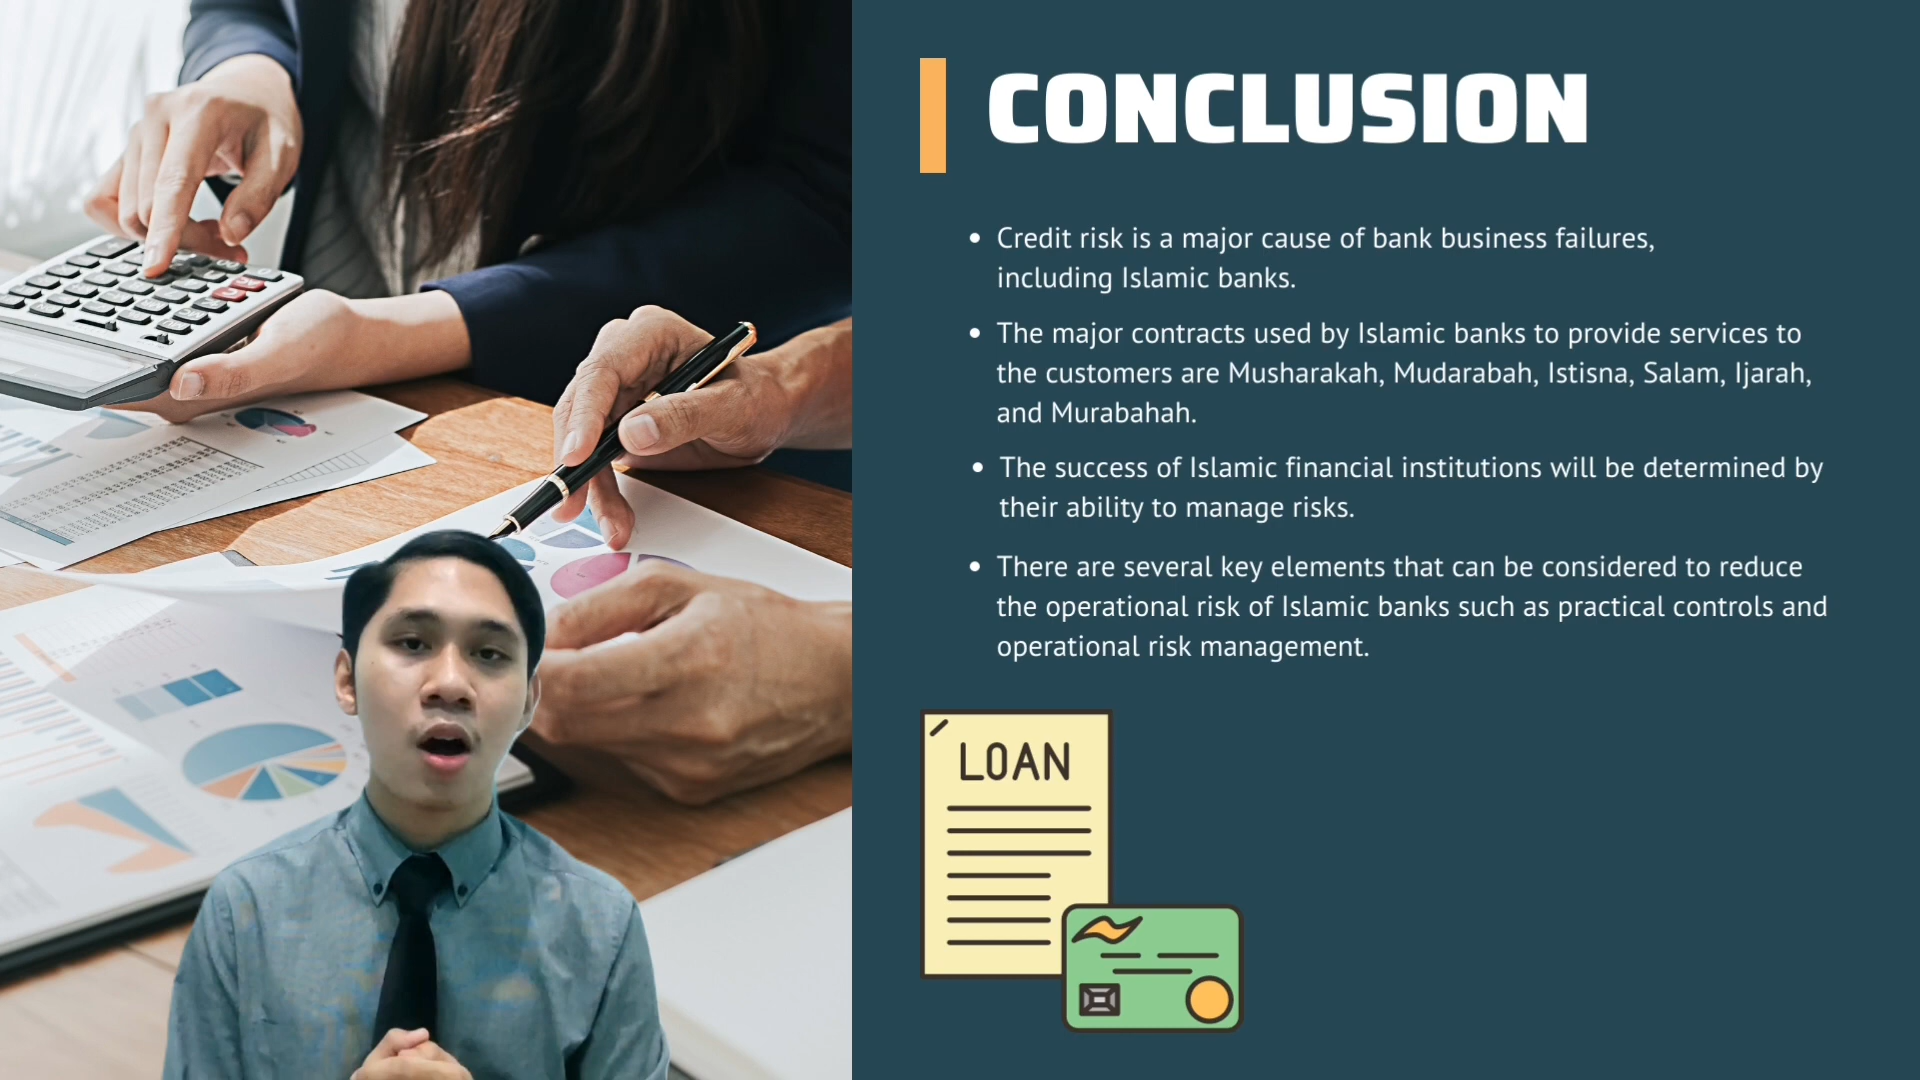 CONCLUSION
• Credit risk is a major cause of bank business failures,
including Islamic banks.
• The major contracts used by Islamic banks to provide services to
the customers are Musharakah, Mudarabah, Istisna, Salam, Ijarah,
and Murabahah.
• The success of Islamic financial institutions will be determined by
their ability to manage risks.
• There are several key elements that can be considered to reduce
the operational risk of Islamic banks such as practical controls and
operational risk management.
LOAN